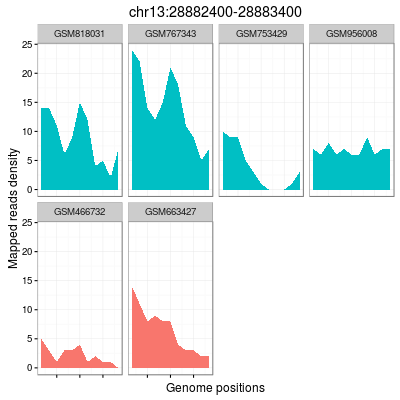 chr13:28882400-28883400
GSM818031 GSM767343 GSM753429 GSM956008
25
20
15
10
5
0
GSM466732 GSM663427
25
20
15
10
5
0
Mapped reads density
Genome positions